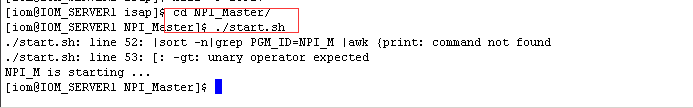 [iom@IOM_SERVER1 isap]$ cd NPI_Master/
[iom@IOM_SERVER1 NPI_Master]$ ./start.sh
./start.sh: line 52: |sort -n|grep PGM_ID=NPI_M |awk {print: command not found
./start.sh: line 53: [: -gt: unary operator expected
NPI_M is starting ...
[iom@IOM_SERVER1 NPI_Master]$